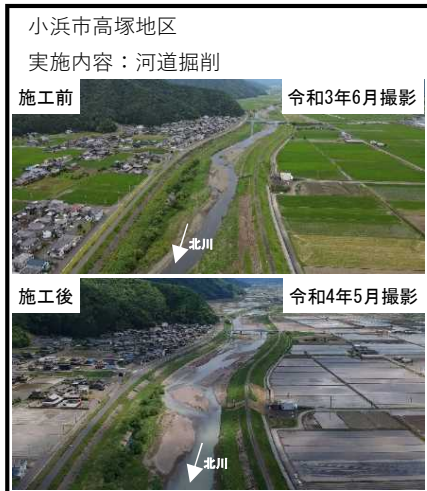 小浜市高塚地区
実施内容：河道掘削
施工前
令和3年6月撮影
北川
施工後
令和4年5月撮影
北川